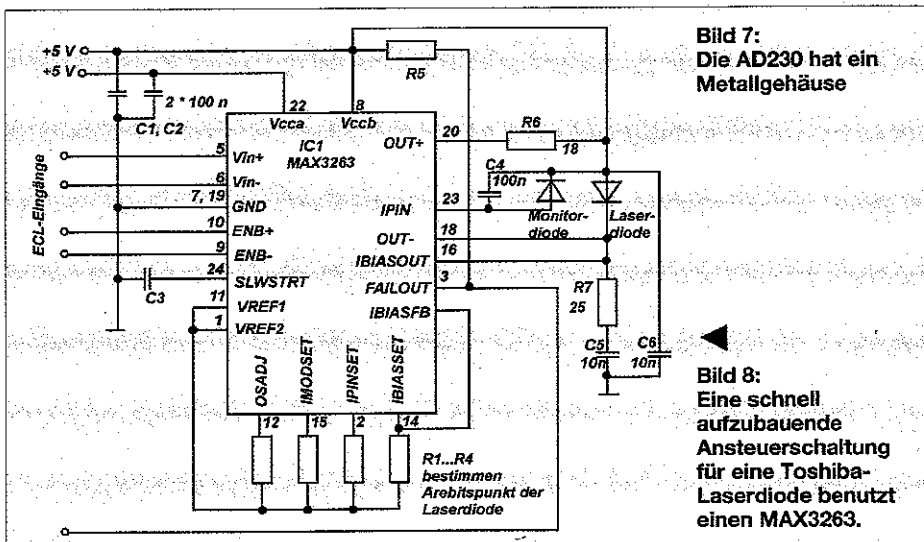 +5 V
+5 V
2 * 100 n
C1, C2
R5
22
8
Vcca
Vccb
IC1
MAX3263
ECL-Eingänge
5
Vin+
6
Vin-
7, 19
GND
10
ENB+
9
ENB-
24
SLWSTRT
C3
11
VREF1
1
VREF2
20
OUT+
R6
18
C4
100n
23
IPIN
Monitor-
diode
Laser-
diode
18
OUT-
16
IBIASOUT
3
FAILOUT
IBIASFB
R7
25
C5
10n
C6
10n
OSADJ
IMODSET
IPINSET
IBIASSET
12
15
2
14
R1...R4
bestimmen
Arebitspunkt der
Laserdiode
Bild 7:
Die AD230 hat ein
Metallgehäuse
Bild 8:
Eine schnell
aufzubauende
Ansteuerschaltung
für eine Toshiba-
Laserdiode benutzt
einen MAX3263.